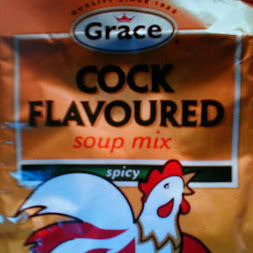 QUALITY SINCE 1922
Grace
COCK
FLAVOURED
soup mix
spicy